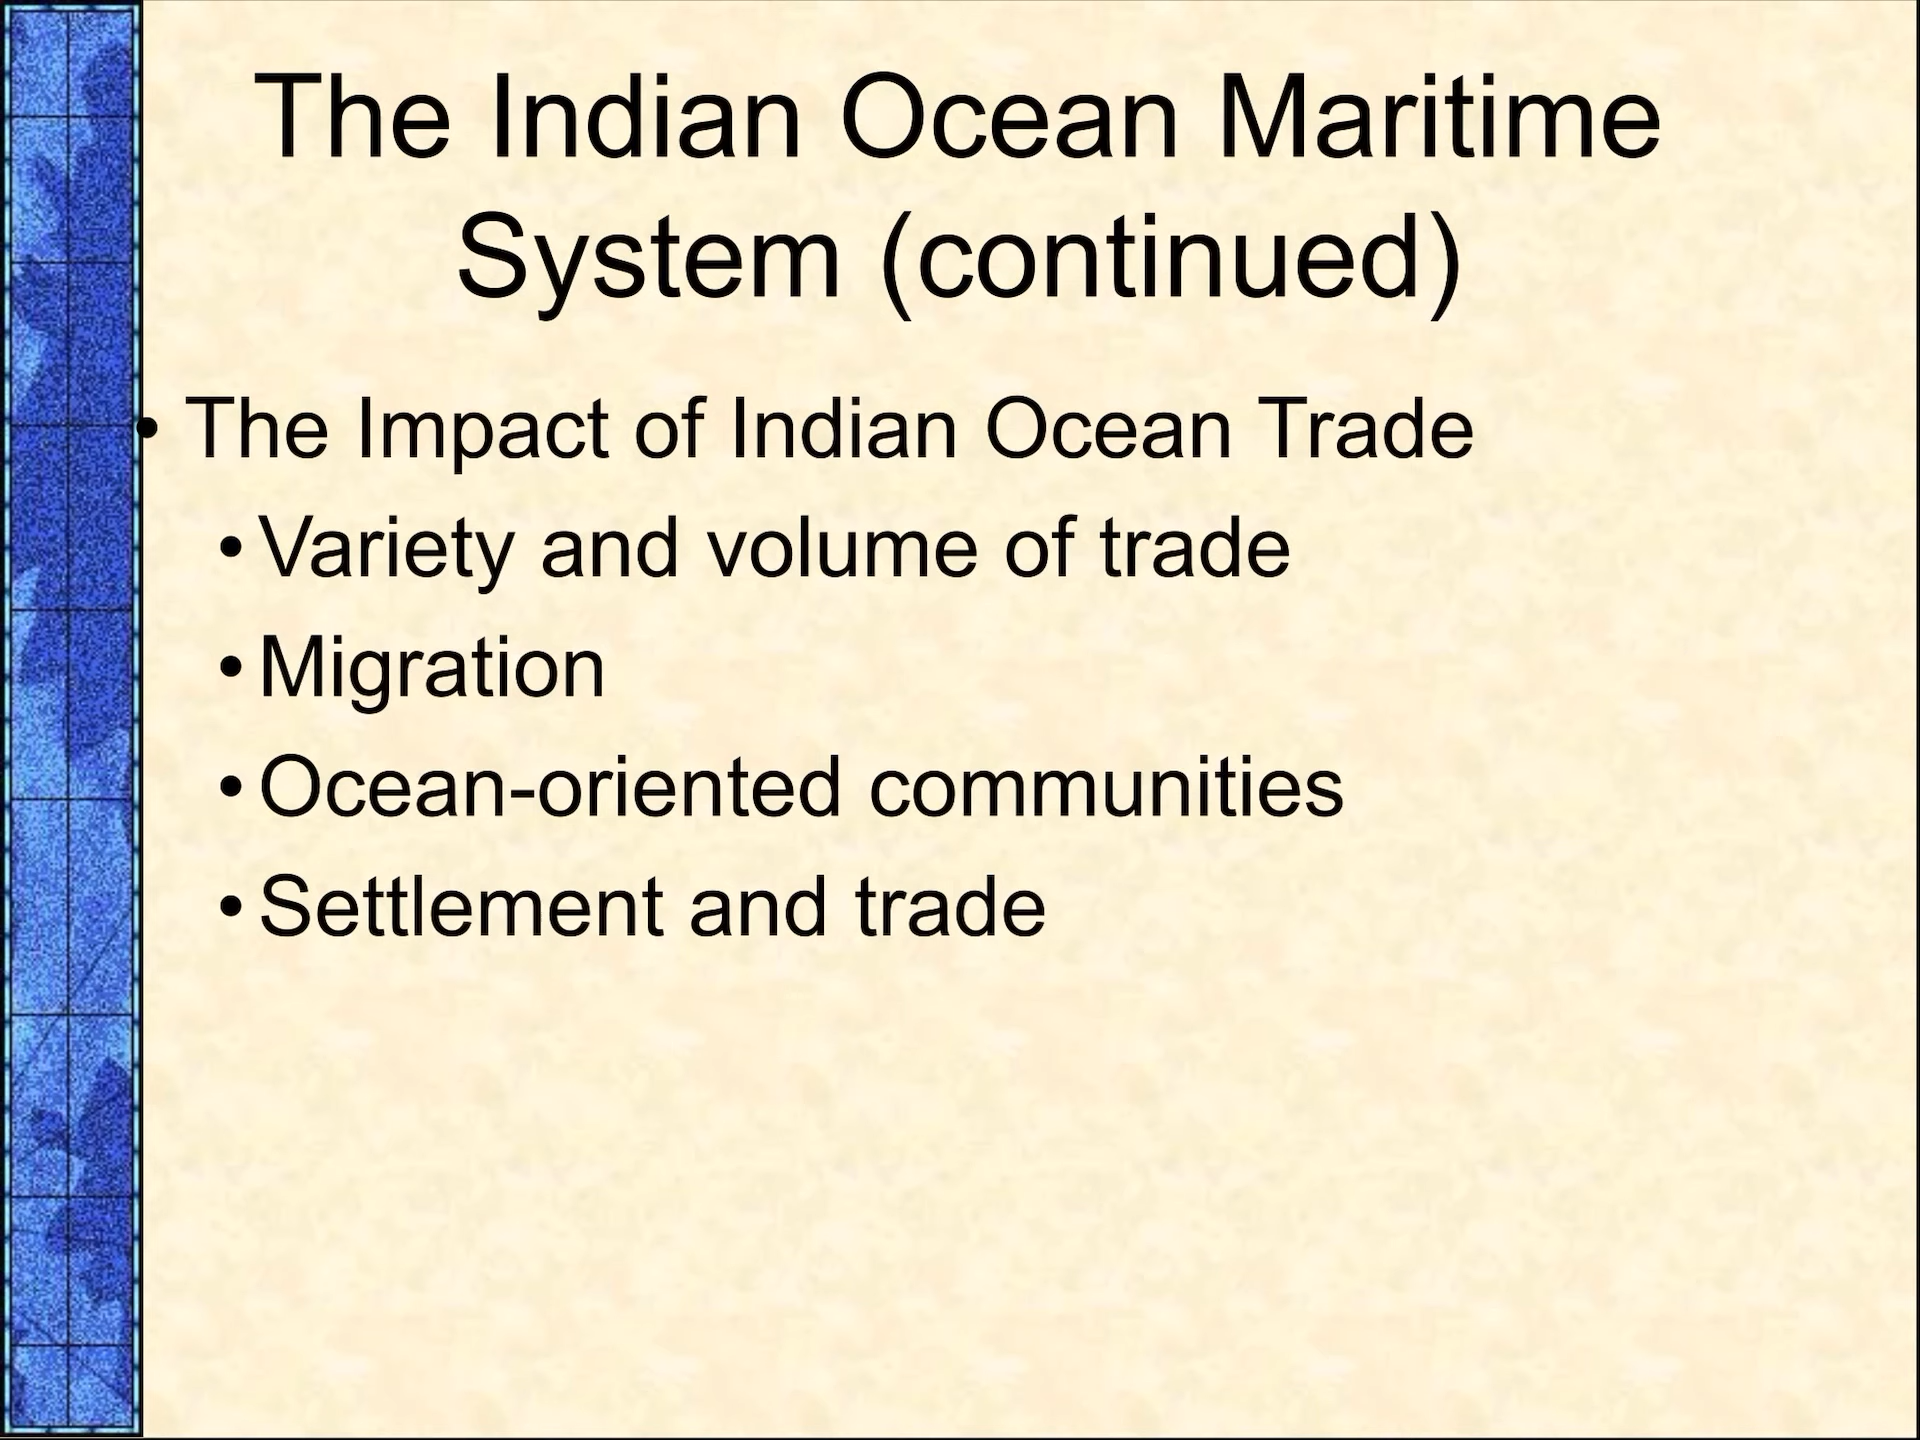 The Indian Ocean Maritime
System (continued)
• The Impact of Indian Ocean Trade
• Variety and volume of trade
• Migration
• Ocean-oriented communities
• Settlement and trade